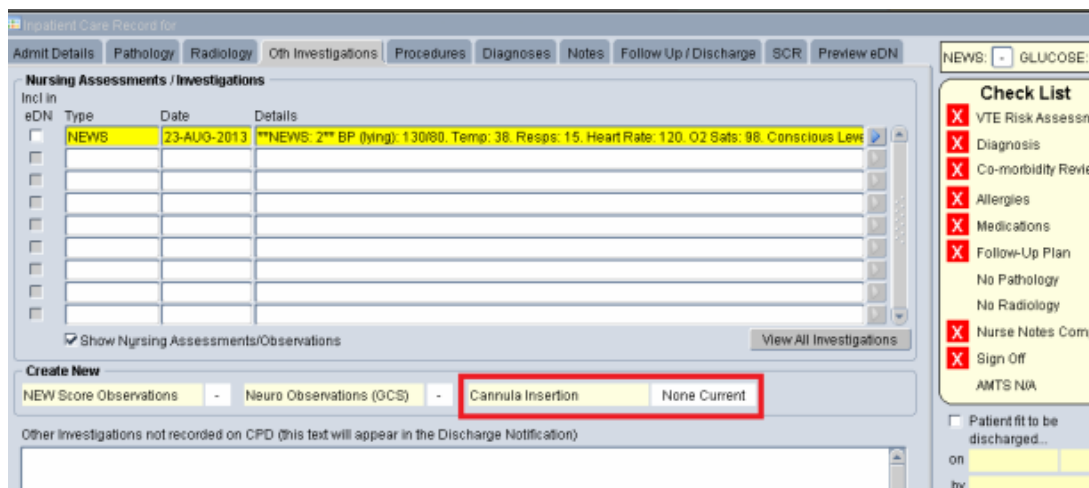 Inpatient Care Record for
Admit Details Pathology Radiology Oth Investigations Procedures Diagnoses Notes Follow Up / Discharge SCR Preview eDN
Nursing Assessments / Investigations
Incl in
eDN Type Date Details
NEWS 23-AUG-2013 **NEWS: 2** BP (lying): 130/80. Temp: 38. Resps: 15. Heart Rate: 120. O2 Sats: 98. Conscious Leve
Show Nursing Assessments/Observations View All Investigations
Create New
NEW Score Observations - Neuro Observations (GCS) - Cannula Insertion None Current
Other Investigations not recorded on CPD (this text will appear in the Discharge Notification)
NEWS: - GLUCOSE:
Check List
X VTE Risk Assessm
X Diagnosis
X Co-morbidity Revie
X Allergies
X Medications
X Follow-Up Plan
No Pathology
No Radiology
X Nurse Notes Com
X Sign Off
AMTS N/A
Patient fit to be
discharged...
on
by